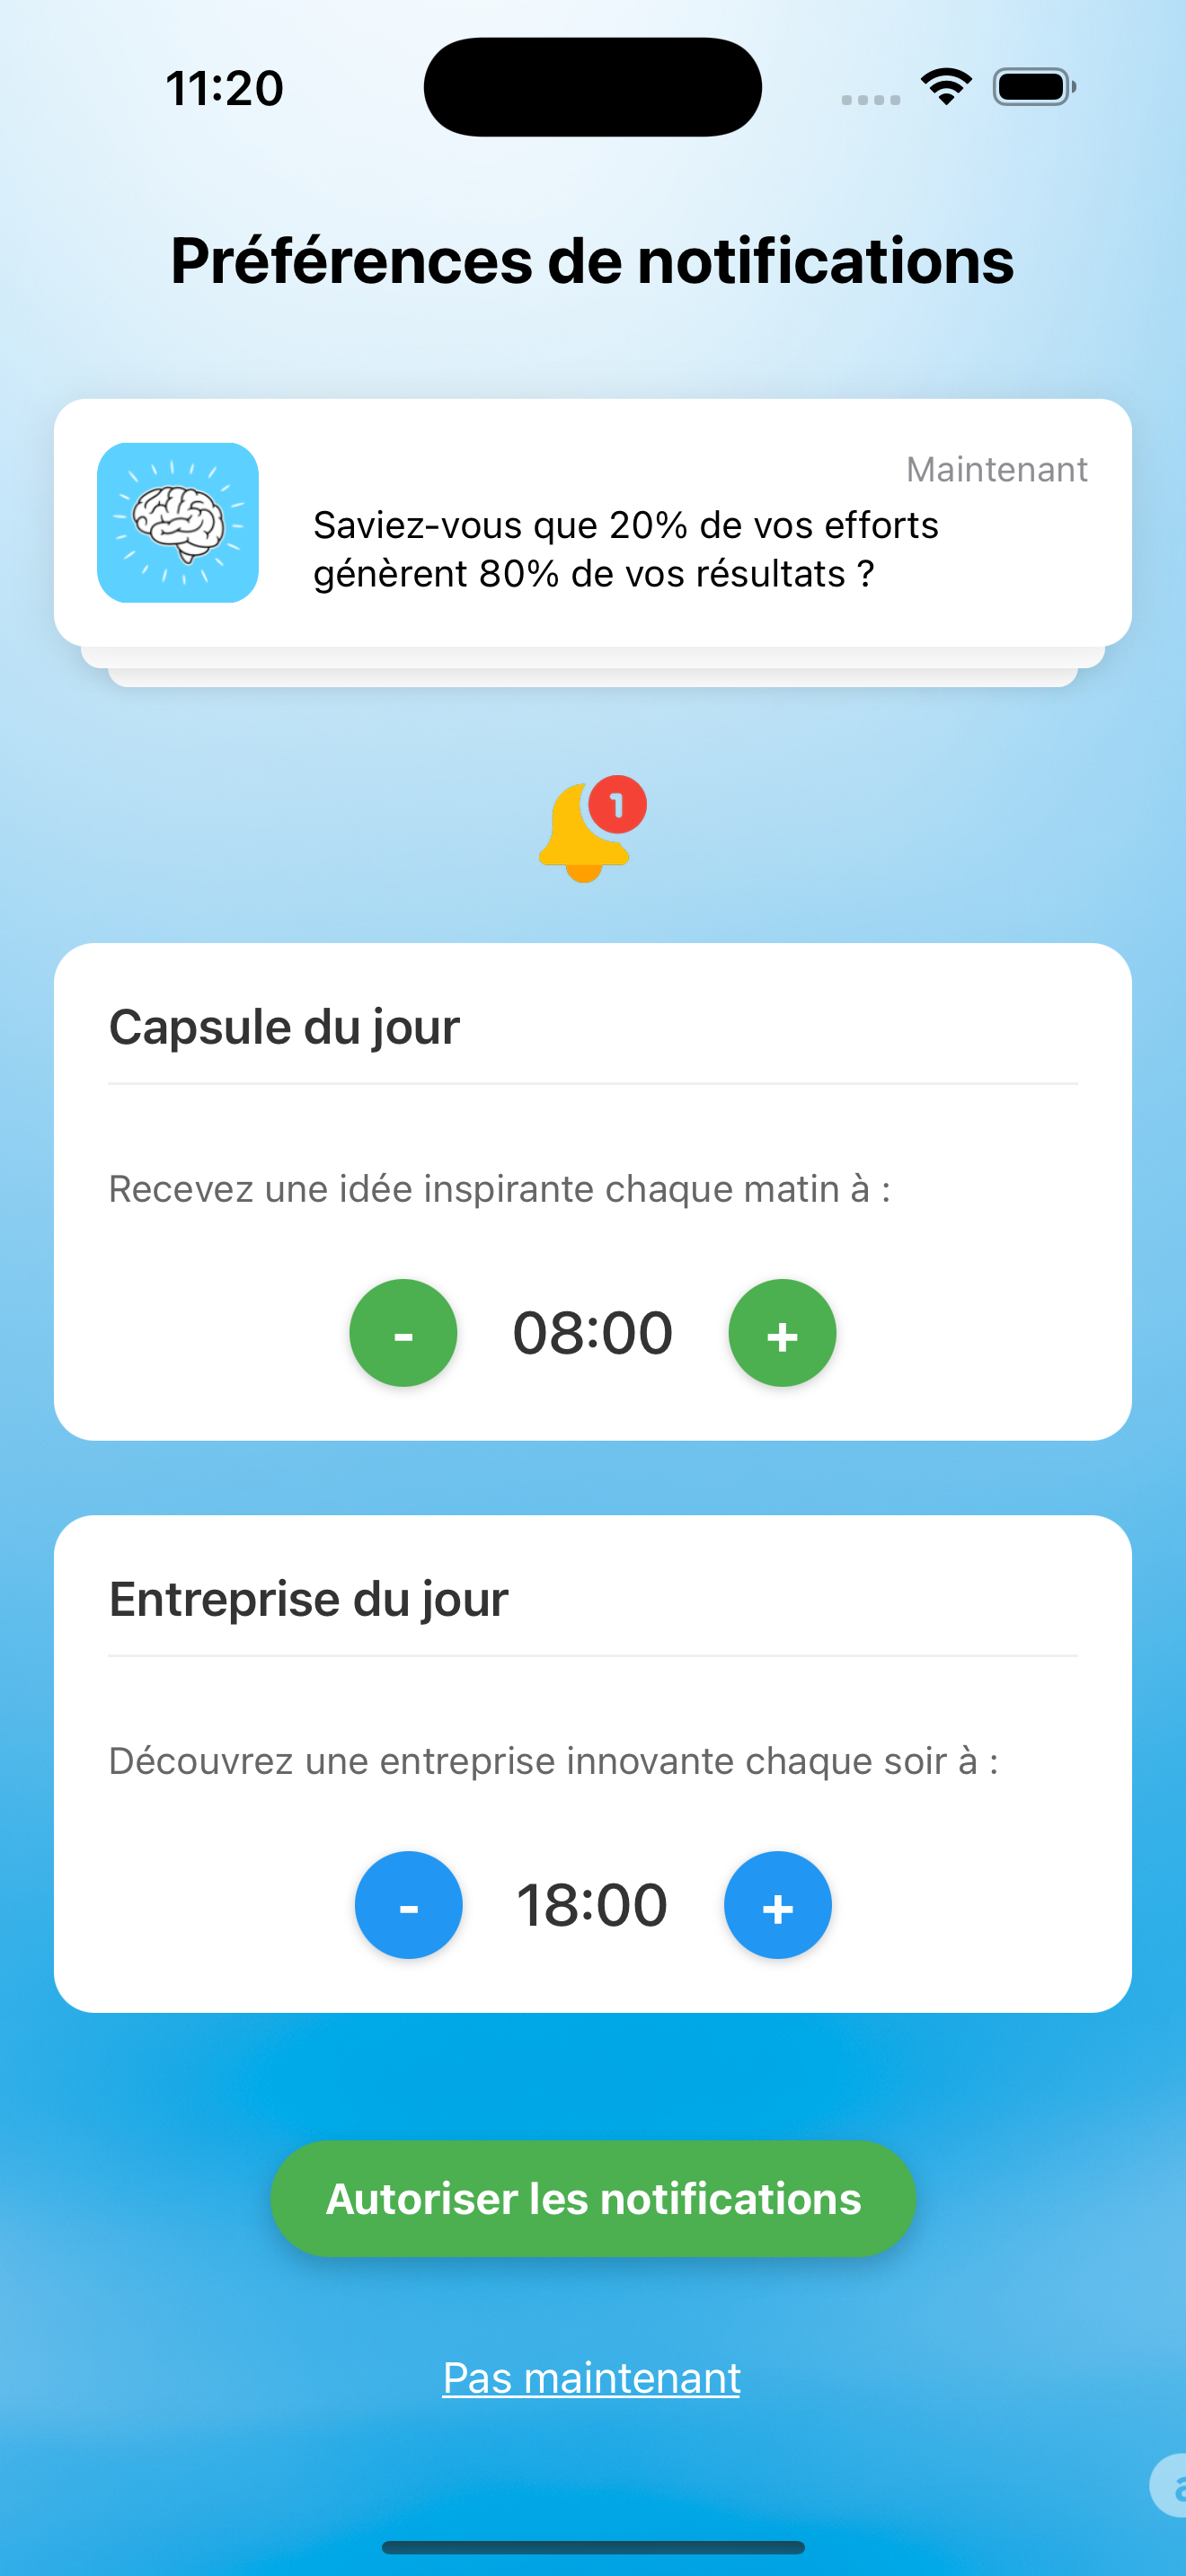 11:20
Préférences de notifications
Maintenant
Saviez-vous que 20% de vos efforts
génèrent 80% de vos résultats ?
1
Capsule du jour
Recevez une idée inspirante chaque matin à :
- 08:00 +
Entreprise du jour
Découvrez une entreprise innovante chaque soir à :
- 18:00 +
Autoriser les notifications
Pas maintenant